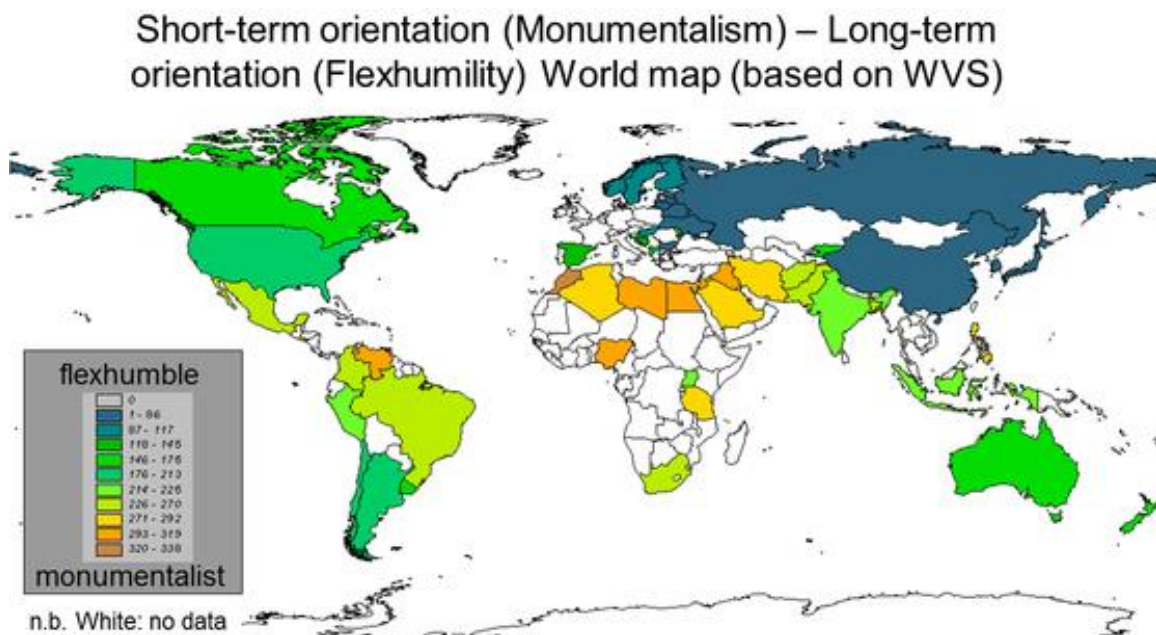 Short-term orientation (Monumentalism) – Long-term
orientation (Flexhumility) World map (based on WVS)
flexhumble
0
1 - 86
87 - 117
118 - 145
146 - 175
176 - 213
214 - 225
226 - 270
271 - 292
293 - 319
320 - 338
monumentalist
n.b. White: no data